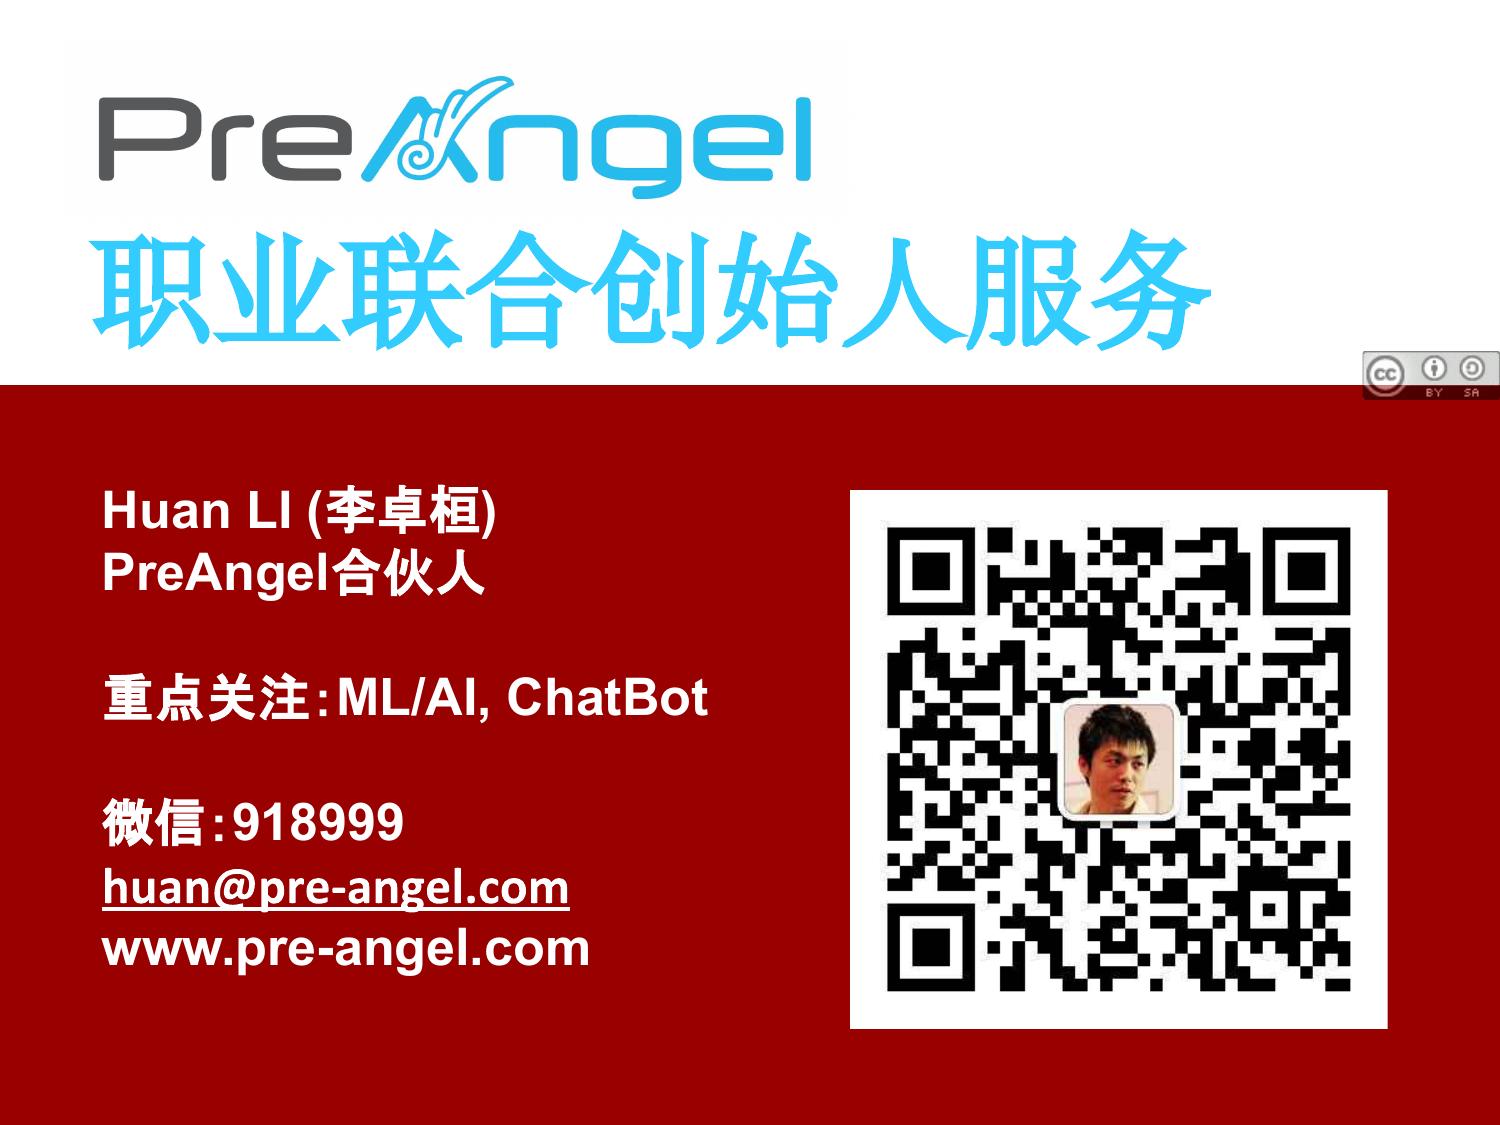 PreAngel
职业联合创始人服务
cc BY SA
Huan LI (李卓桓)
PreAngel合伙人
重点关注：ML/AI, ChatBot
微信：918999
huan@pre-angel.com
www.pre-angel.com